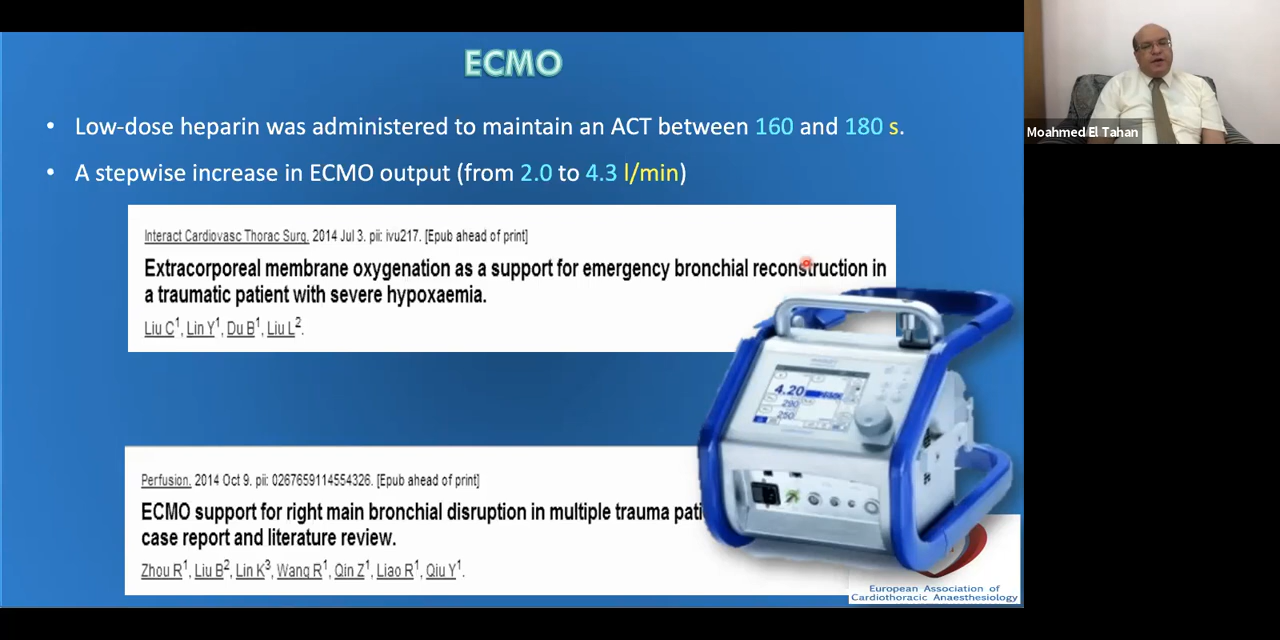 ECMO
• Low-dose heparin was administered to maintain an ACT between 160 and 180 s.
• A stepwise increase in ECMO output (from 2.0 to 4.3 l/min)
Interact Cardiovasc Thorac Surg. 2014 Jul 3. pii: ivu217. [Epub ahead of print]
Extracorporeal membrane oxygenation as a support for emergency bronchial reconstruction in
a traumatic patient with severe hypoxaemia.
Liu C1, Lin Y1, Du B1, Liu L2.
4.20
290
250
Perfusion. 2014 Oct 9. pii: 0267659114554326. [Epub ahead of print]
ECMO support for right main bronchial disruption in multiple trauma pati
case report and literature review.
Zhou R1, Liu B2, Lin K3, Wang R1, Qin Z1, Liao R1, Qiu Y1.
European Association of
Cardiothoracic Anaesthesiology
Moahmed El Tahan